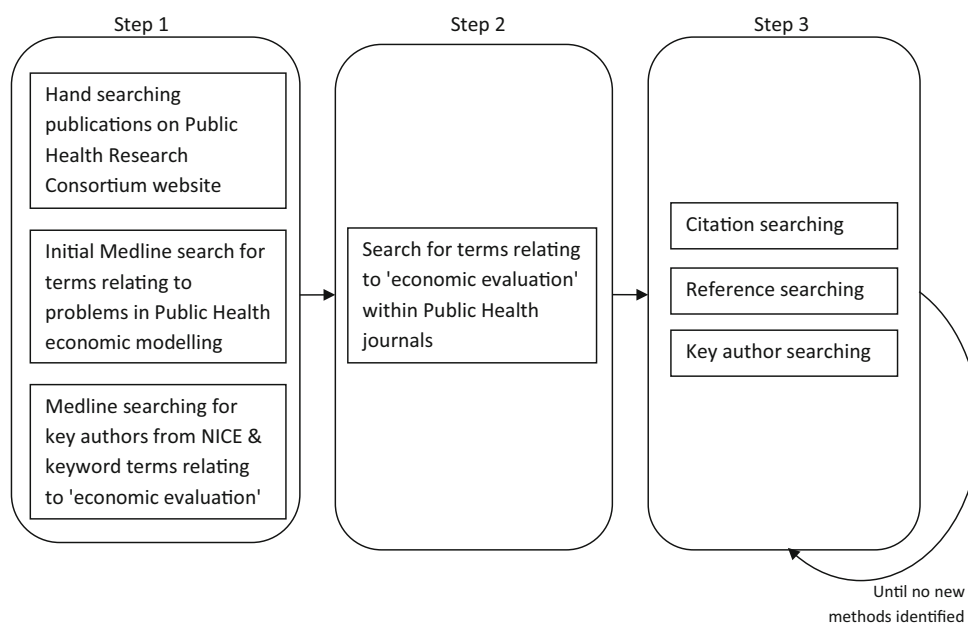 Step 1
Hand searching
publications on Public
Health Research
Consortium website
Initial Medline search for
terms relating to
problems in Public Health
economic modelling
Medline searching for
key authors from NICE &
keyword terms relating
to 'economic evaluation'
Step 2
Search for terms relating
to 'economic evaluation'
within Public Health
journals
Step 3
Citation searching
Reference searching
Key author searching
Until no new
methods identified